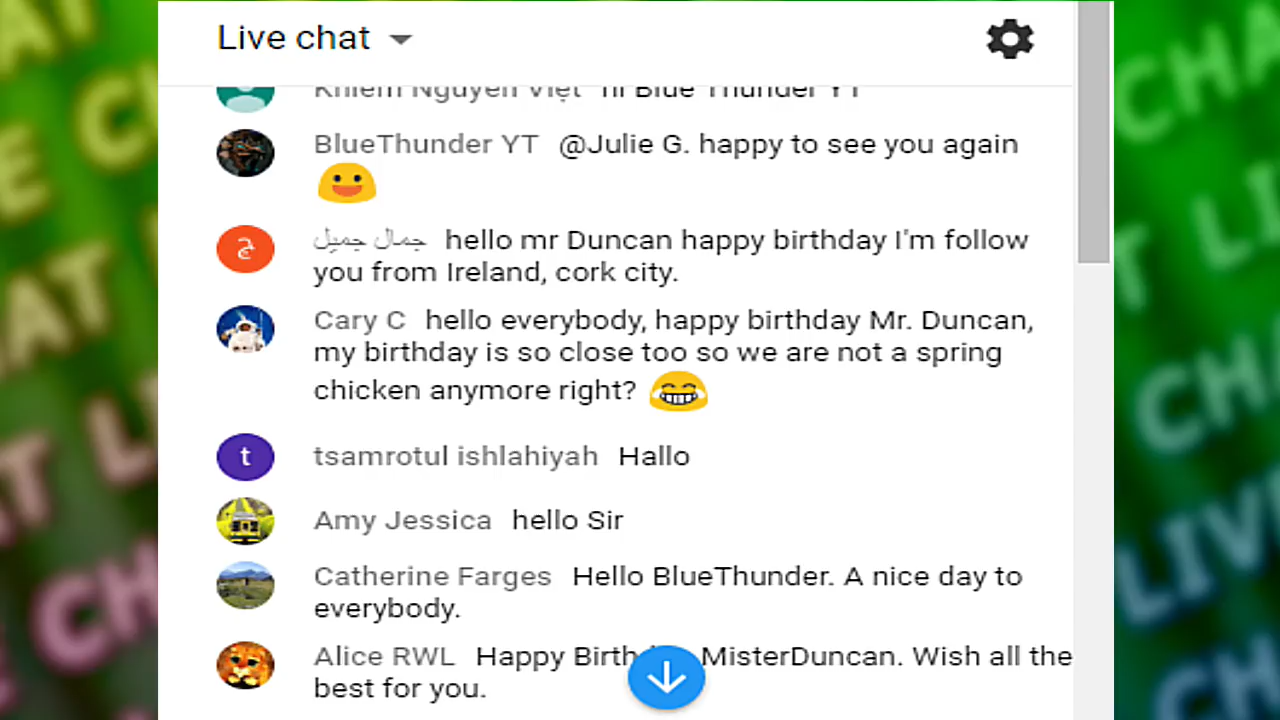 Live chat
Khiem Nguyen Việt hi Blue Thunder YT
BlueThunder YT @Julie G. happy to see you again
😃
ج
جمال جميل hello mr Duncan happy birthday I'm follow
you from Ireland, cork city.
Cary C hello everybody, happy birthday Mr. Duncan,
my birthday is so close too so we are not a spring
chicken anymore right? 😂
t
tsamrotul ishlahiyah Hallo
Amy Jessica hello Sir
Catherine Farges Hello BlueThunder. A nice day to
everybody.
Alice RWL Happy MisterDuncan. Wish all the
best for you.
CHA
LIVE
CHAT